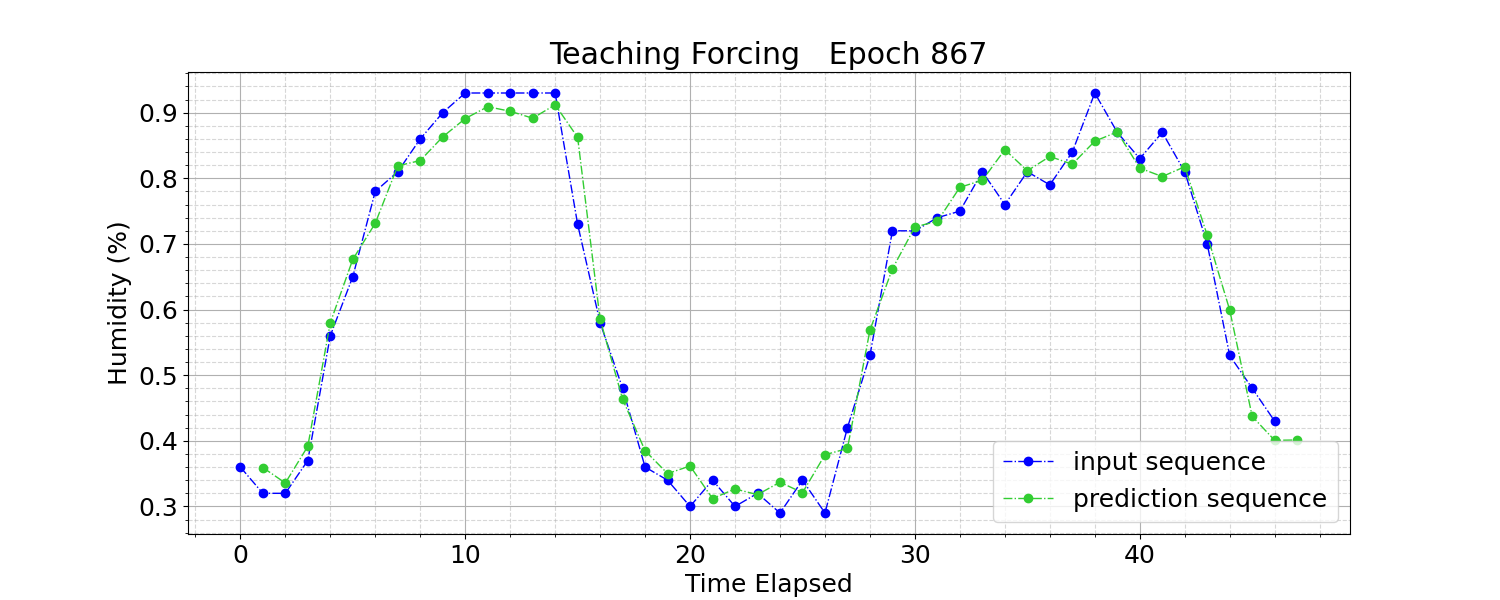 Teaching Forcing   Epoch 867
Humidity (%)
0.9
0.8
0.7
0.6
0.5
0.4
0.3
input sequence
prediction sequence
0 10 20 30 40
Time Elapsed